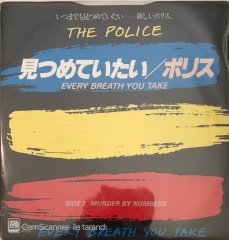 いつまでも見つめていたい——新しいポリス。
THE POLICE
見つめていたい/ポリス
EVERY BREATH YOU TAKE
SIDE 2 : MURDER BY NUMBERS
CamScanner ile tarandı
EVERY BREATH YOU TAKE